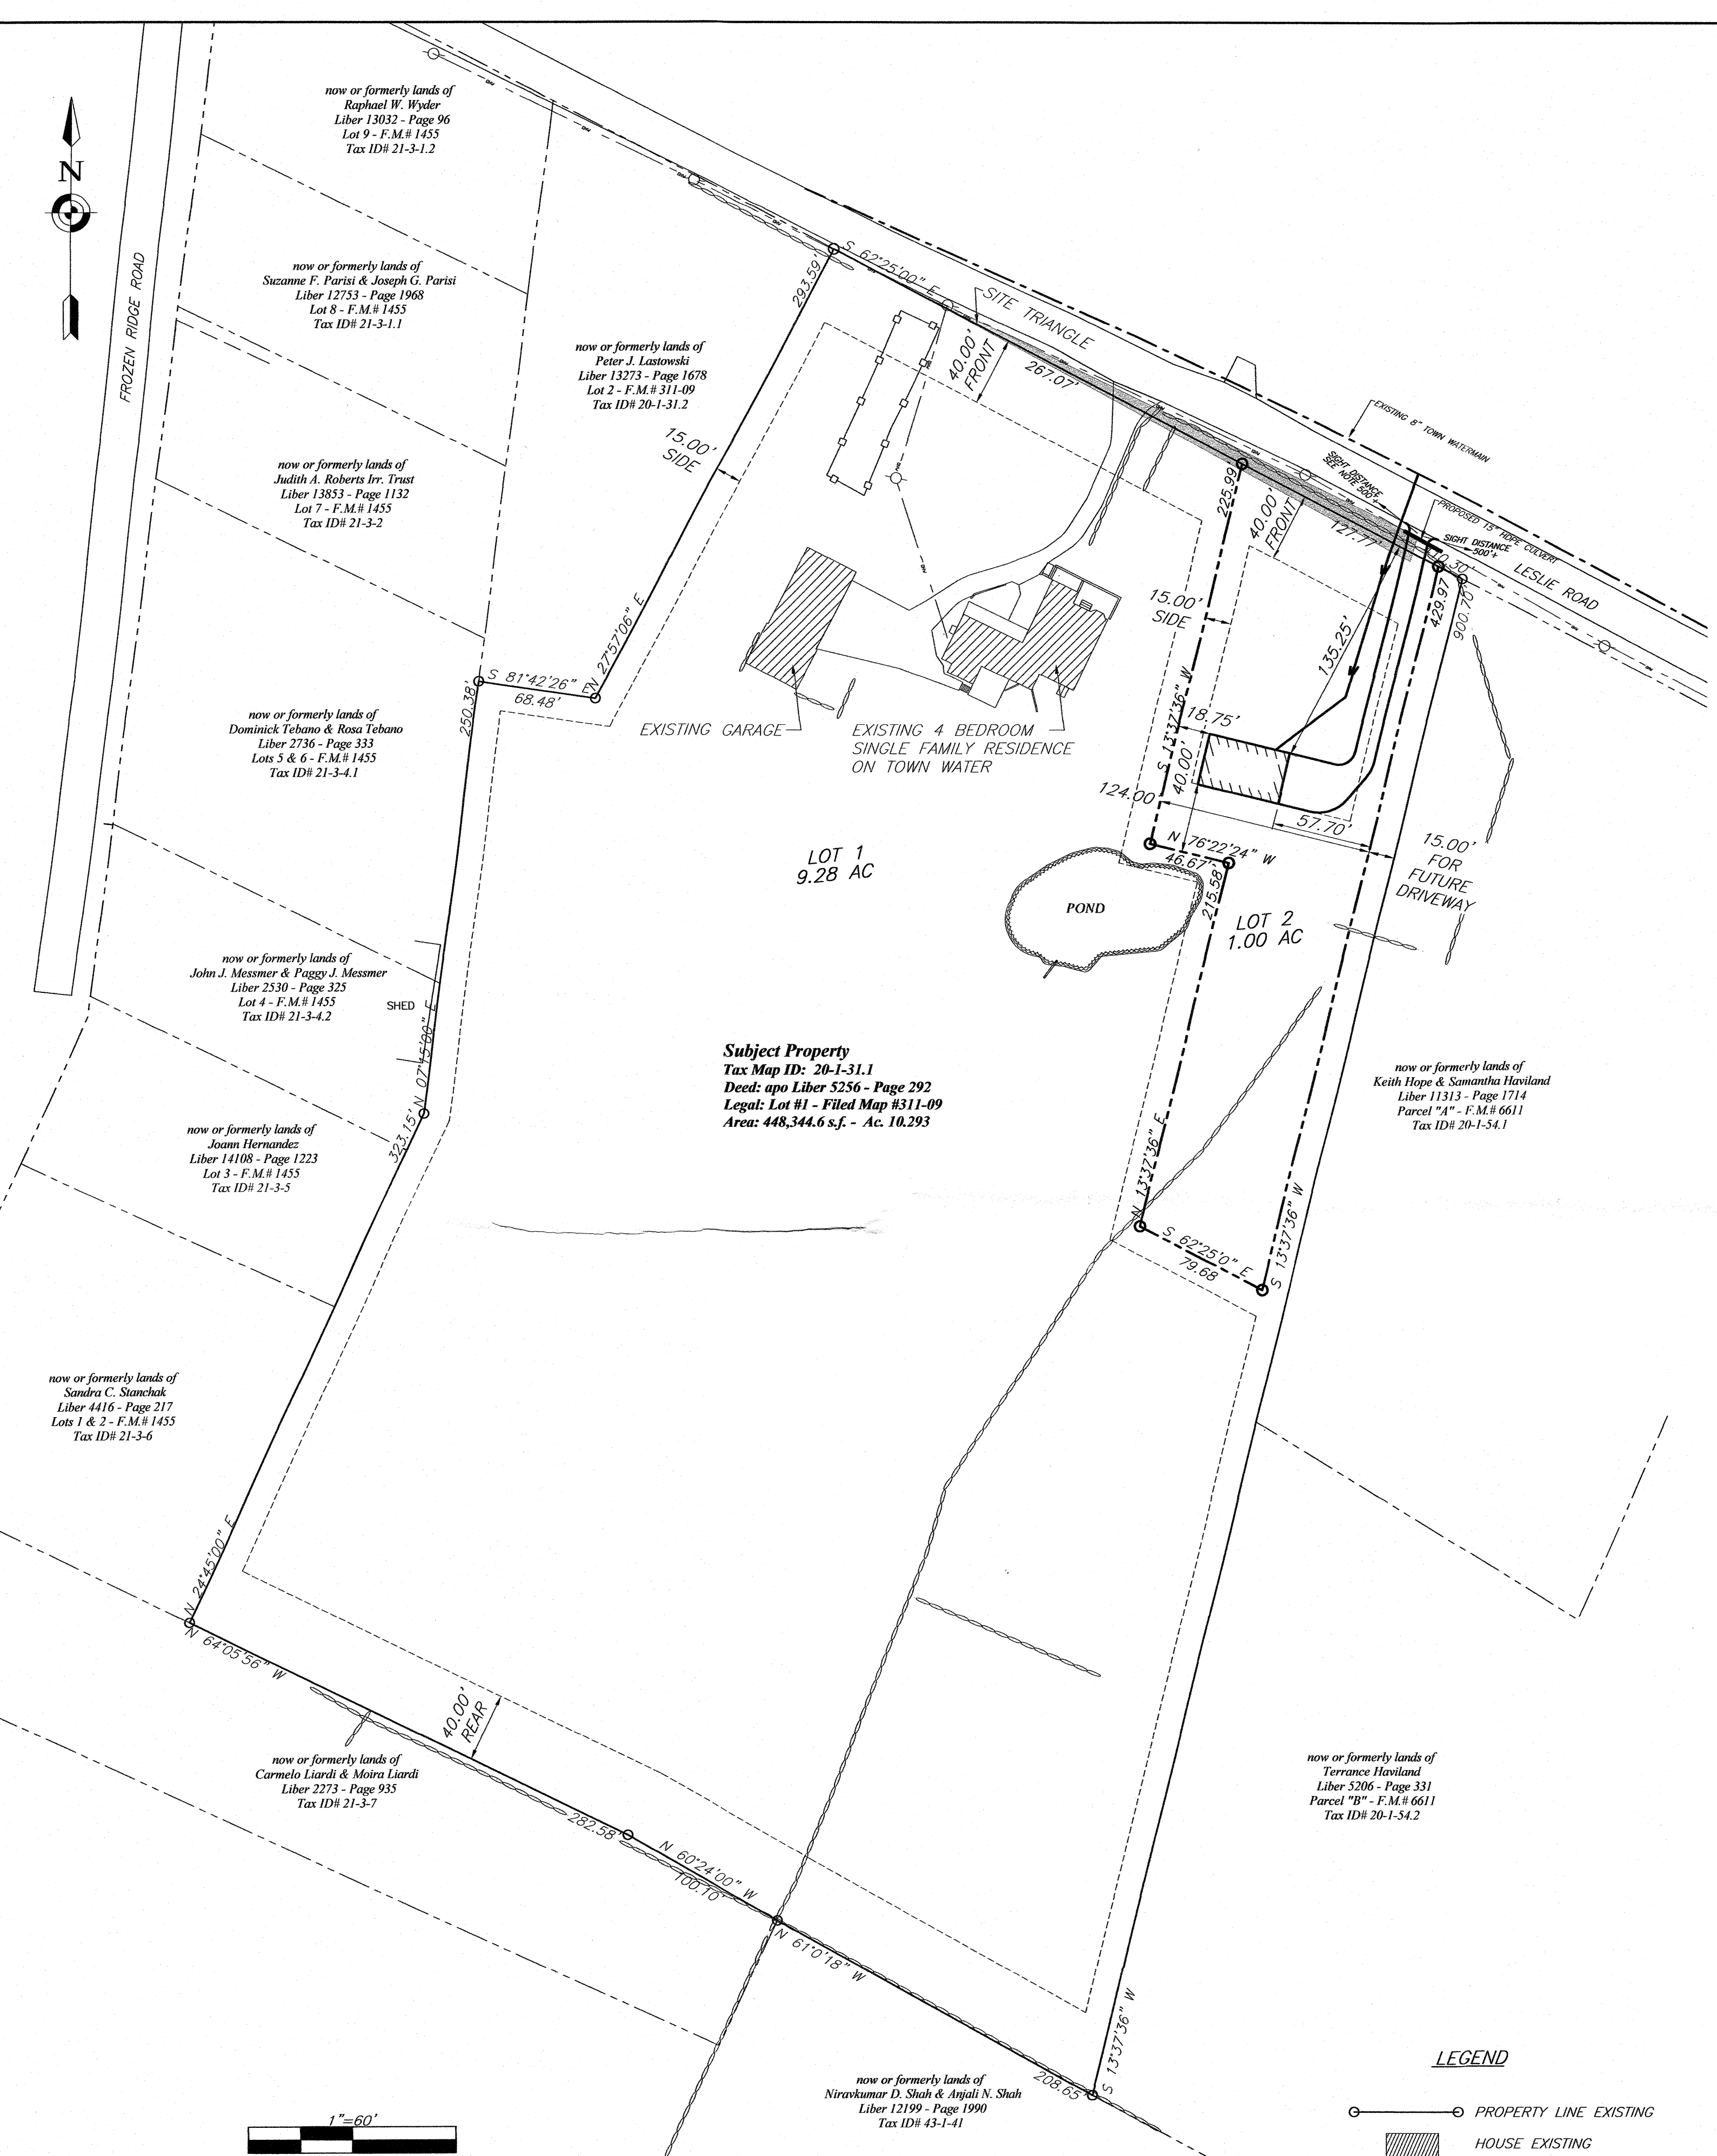 N
FROZEN RIDGE ROAD
now or formerly lands of
Raphael W. Wyder
Liber 13032 - Page 96
Lot 9 - F.M.# 1455
Tax ID# 21-3-1.2
now or formerly lands of
Suzanne F. Parisi & Joseph G. Parisi
Liber 12753 - Page 1968
Lot 8 - F.M.# 1455
Tax ID# 21-3-1.1
now or formerly lands of
Peter J. Lastowski
Liber 13273 - Page 1678
Lot 2 - F.M.# 311-09
Tax ID# 20-1-31.2
now or formerly lands of
Judith A. Roberts Irr. Trust
Liber 13853 - Page 1132
Lot 7 - F.M.# 1455
Tax ID# 21-3-2
now or formerly lands of
Dominick Tebano & Rosa Tebano
Liber 2736 - Page 333
Lots 5 & 6 - F.M.# 1455
Tax ID# 21-3-4.1
now or formerly lands of
John J. Messmer & Paggy J. Messmer
Liber 2530 - Page 325
Lot 4 - F.M.# 1455
Tax ID# 21-3-4.2
SHED
now or formerly lands of
Joann Hernandez
Liber 14108 - Page 1223
Lot 3 - F.M.# 1455
Tax ID# 21-3-5
now or formerly lands of
Sandra C. Stanchak
Liber 4416 - Page 217
Lots 1 & 2 - F.M.# 1455
Tax ID# 21-3-6
now or formerly lands of
Carmelo Liardi & Moira Liardi
Liber 2273 - Page 935
Tax ID# 21-3-7
S 62°25'00" E
267.07'
293.59'
N 27°57'06" E
SITE TRIANGLE
40.00'
FRONT
15.00'
SIDE
S 81°42'26" E
68.48'
250.38'
N 07°15'00" E
323.15'
N 24°45'00" E
EXISTING GARAGE
EXISTING 4 BEDROOM
SINGLE FAMILY RESIDENCE
ON TOWN WATER
EXISTING 8" TOWN WATERMAIN
SIGHT DISTANCE
SEE NOTE 500'+
PROPOSED 15" HDPE CULVERT
SIGHT DISTANCE
500'+
LESLIE ROAD
225.99'
40.00'
FRONT
127.77'
10.30'
429.97'
900.70'
15.00'
SIDE
135.25'
S 13°37'36" W
18.75'
40.00'
124.00'
57.70'
N 76°22'24" W
46.67'
215.58'
15.00'
FOR
FUTURE
DRIVEWAY
LOT 1
9.28 AC
POND
LOT 2
1.00 AC
Subject Property
Tax Map ID: 20-1-31.1
Deed: apo Liber 5256 - Page 292
Legal: Lot #1 - Filed Map #311-09
Area: 448,344.6 s.f. - Ac. 10.293
now or formerly lands of
Keith Hope & Samantha Haviland
Liber 11313 - Page 1714
Parcel "A" - F.M.# 6611
Tax ID# 20-1-54.1
N 13°37'36" E
S 62°25'0" E
79.68
S 13°37'36" W
N 64°05'56" W
282.58'
40.00'
REAR
N 60°24'00" W
100.10'
N 61°0'18" W
208.65'
S 13°37'36" W
now or formerly lands of
Terrance Haviland
Liber 5206 - Page 331
Parcel "B" - F.M.# 6611
Tax ID# 20-1-54.2
now or formerly lands of
Niravkumar D. Shah & Anjali N. Shah
Liber 12199 - Page 1990
Tax ID# 43-1-41
1"=60'
LEGEND
PROPERTY LINE EXISTING
HOUSE EXISTING